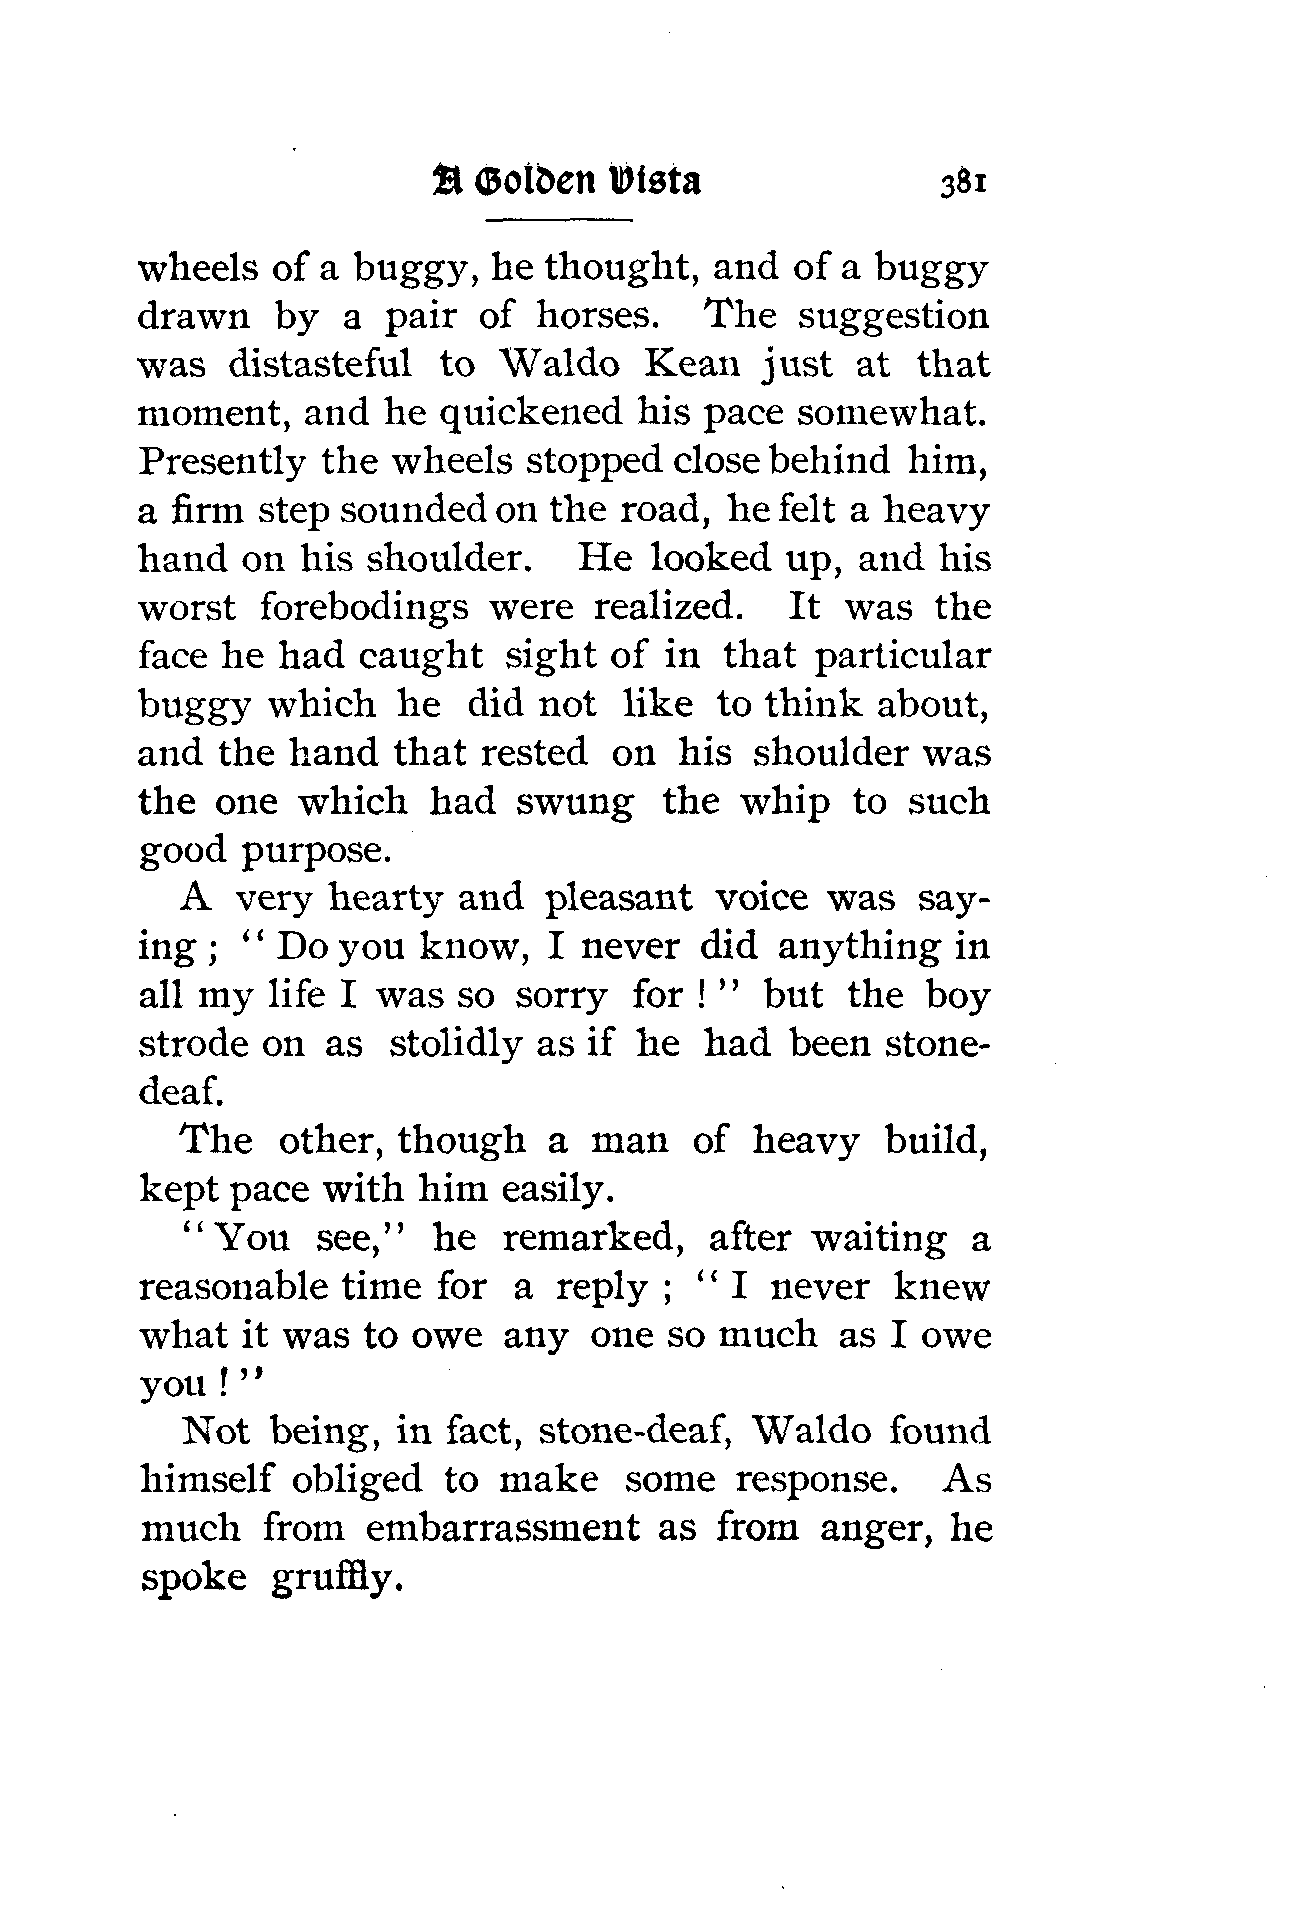 A Golden Vista 381
wheels of a buggy, he thought, and of a buggy
drawn by a pair of horses. The suggestion
was distasteful to Waldo Kean just at that
moment, and he quickened his pace somewhat.
Presently the wheels stopped close behind him,
a firm step sounded on the road, he felt a heavy
hand on his shoulder. He looked up, and his
worst forebodings were realized. It was the
face he had caught sight of in that particular
buggy which he did not like to think about,
and the hand that rested on his shoulder was
the one which had swung the whip to such
good purpose.
A very hearty and pleasant voice was say-
ing ; " Do you know, I never did anything in
all my life I was so sorry for ! " but the boy
strode on as stolidly as if he had been stone-
deaf.
The other, though a man of heavy build,
kept pace with him easily.
" You see," he remarked, after waiting a
reasonable time for a reply ; " I never knew
what it was to owe any one so much as I owe
you ! "
Not being, in fact, stone-deaf, Waldo found
himself obliged to make some response. As
much from embarrassment as from anger, he
spoke gruffly.